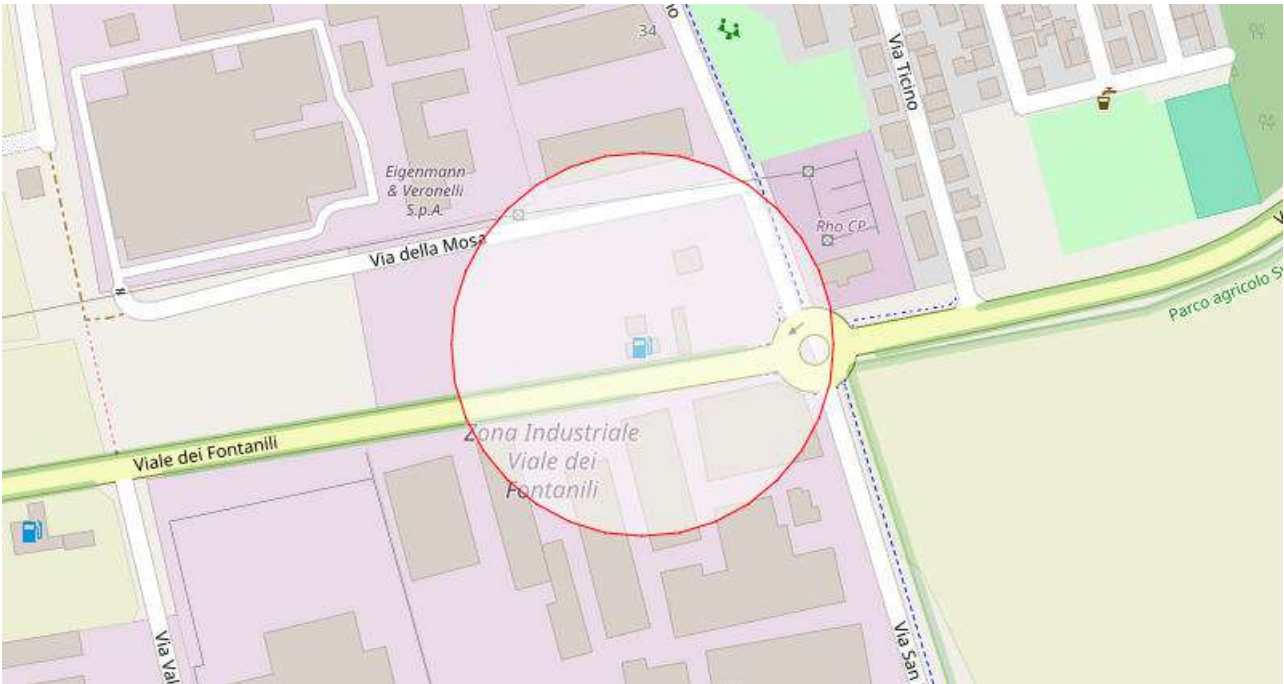 34
Via Ticino
Eigenmann
& Veronelli
S.p.A.
Rho CP
Via della Mosa
Parco agricolo S
Zona Industriale
Viale dei
Fontanili
Viale dei Fontanili
Via Val
Via San